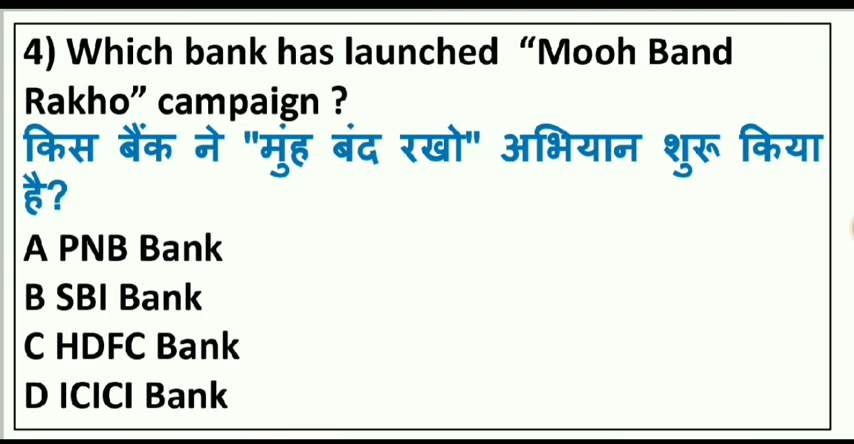 4) Which bank has launched “Mooh Band
Rakho” campaign ?
किस बैंक ने "मुंह बंद रखो" अभियान शुरू किया
है?
A PNB Bank
B SBI Bank
C HDFC Bank
D ICICI Bank